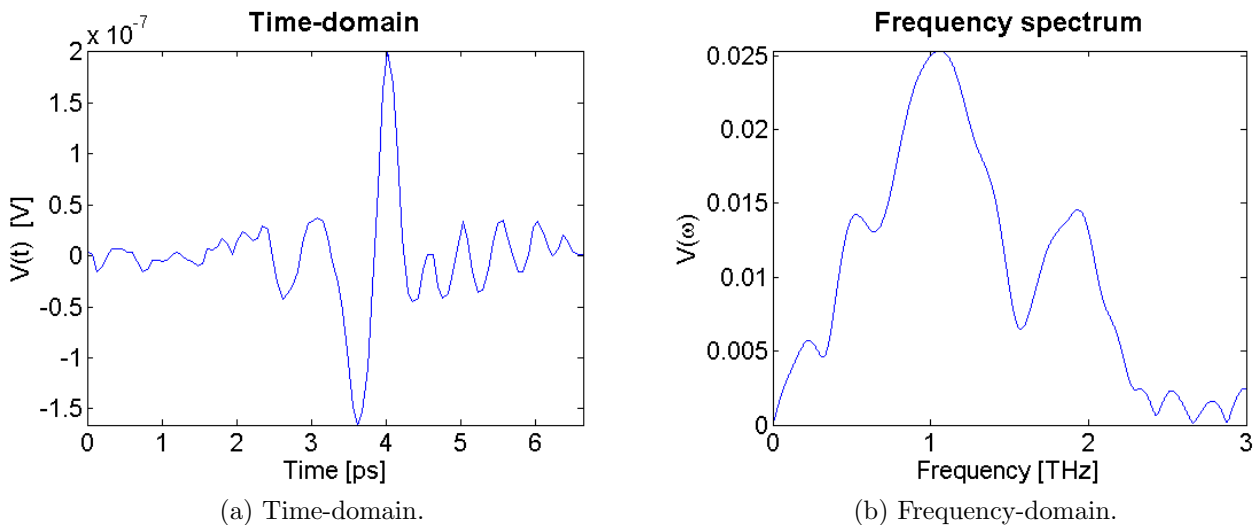 Time-domain
x 10^-7
2
1.5
1
0.5
0
-0.5
-1
-1.5
V(t) [V]
0 1 2 3 4 5 6
Time [ps]
(a) Time-domain.
Frequency spectrum
0.025
0.02
0.015
0.01
0.005
0
V(ω)
0 1 2 3
Frequency [THz]
(b) Frequency-domain.